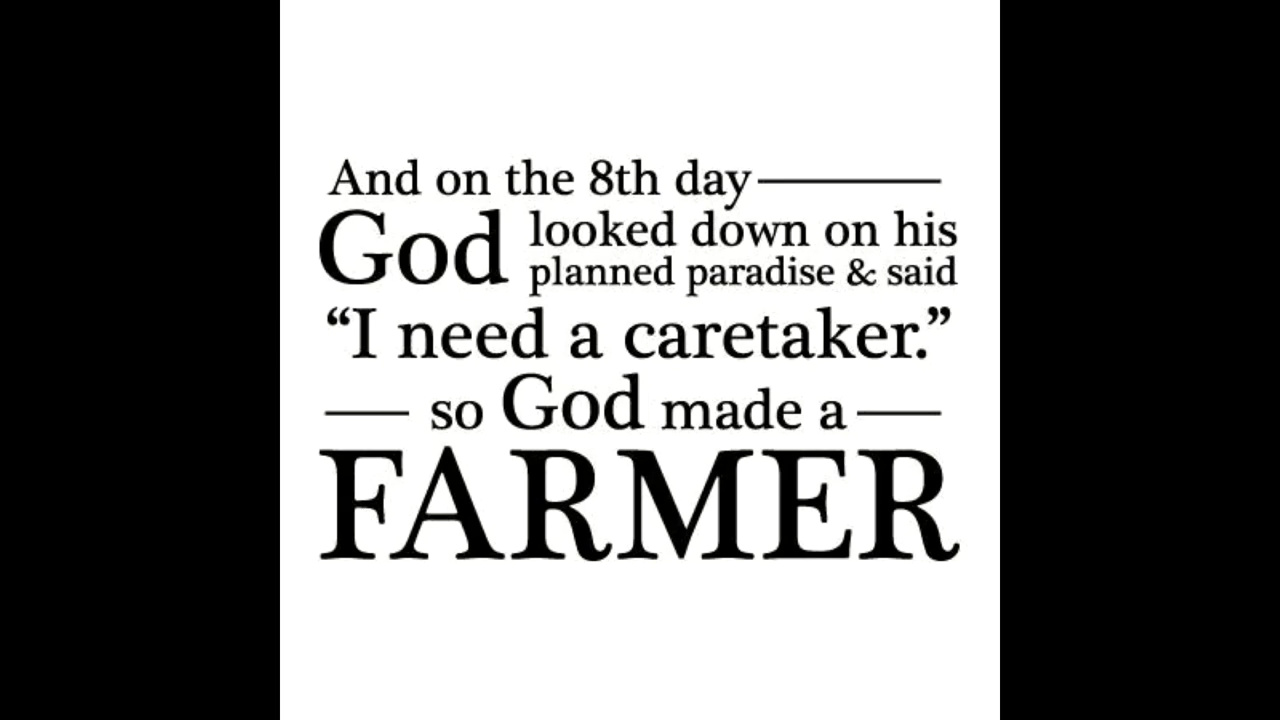 And on the 8th day
God looked down on his
planned paradise & said
“I need a caretaker.”
so God made a
FARMER